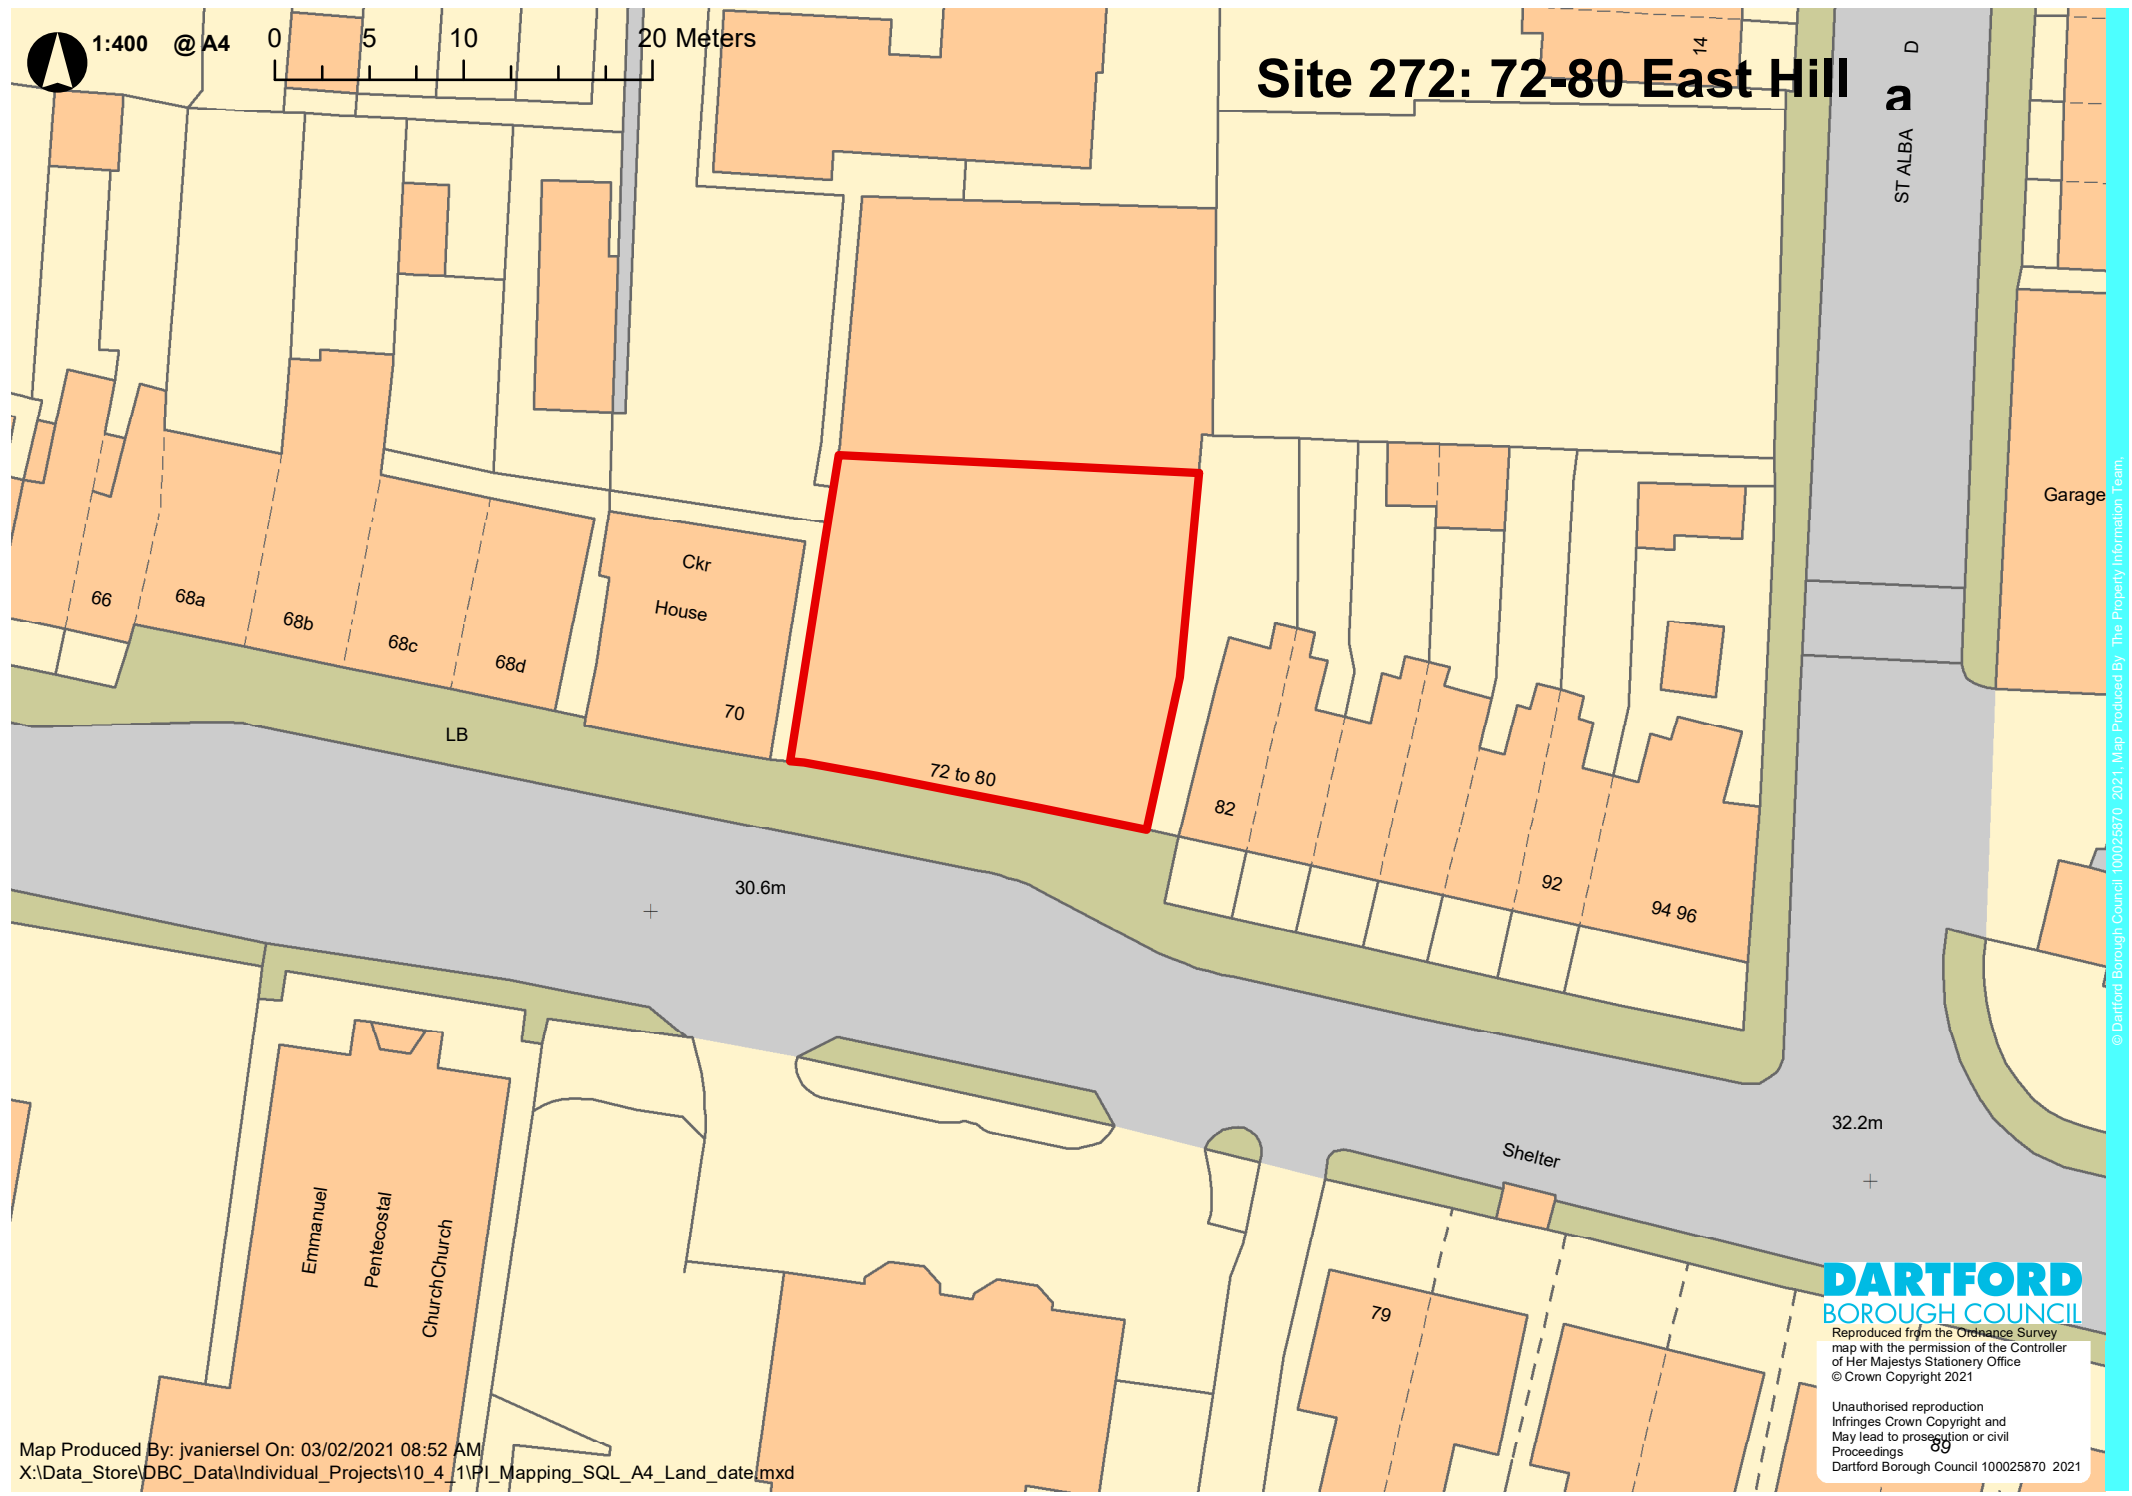 1:400 @ A4
0 5 10 20 Meters
Site 272: 72-80 East Hill
14
D
a
ST ALBA
Garage
Ckr
House
66
68a
68b
68c
68d
70
LB
72 to 80
82
92
94 96
30.6m
32.2m
Shelter
Emmanuel
Pentecostal
Church
Church
79
89
© Dartford Borough Council 100025870 2021, Map Produced By The Property Information Team.
DARTFORD
BOROUGH COUNCIL
Reproduced from the Ordnance Survey
map with the permission of the Controller
of Her Majestys Stationery Office
© Crown Copyright 2021
Unauthorised reproduction
Infringes Crown Copyright and
May lead to prosecution or civil
Proceedings
Dartford Borough Council 100025870 2021
Map Produced By: jvaniersel On: 03/02/2021 08:52 AM
X:\Data_Store\DBC_Data\Individual_Projects\10_4_1\PI_Mapping_SQL_A4_Land_date.mxd